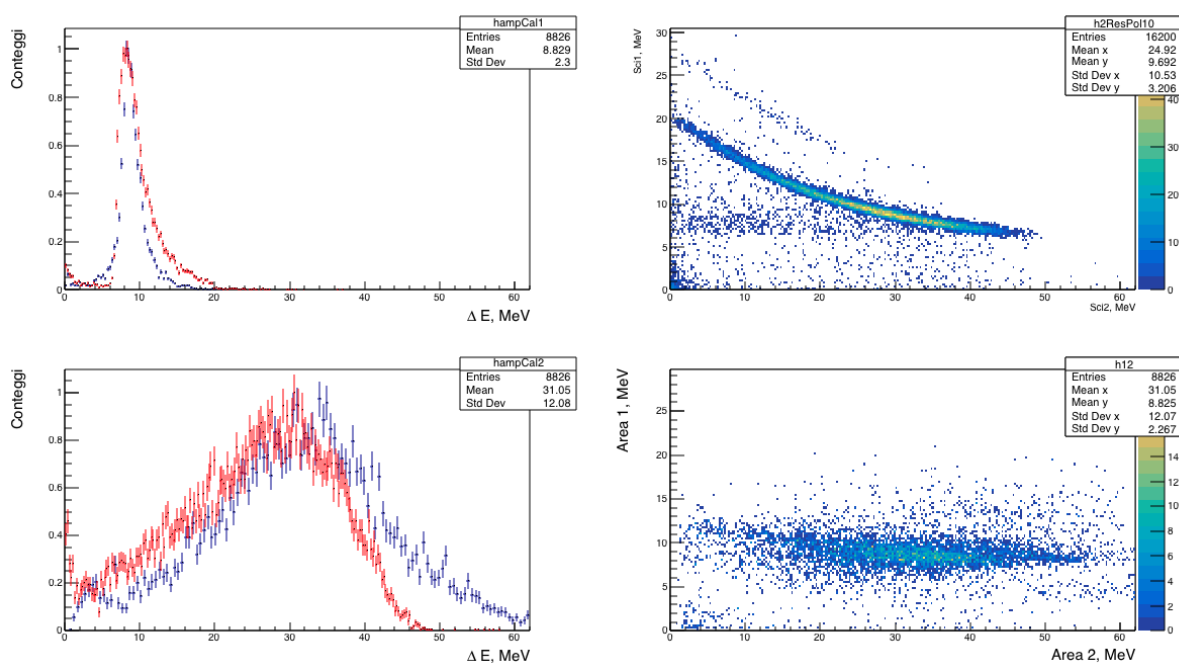 hampCal1
Entries 8826
Mean 8.829
Std Dev 2.3
Conteggi
1
0.8
0.6
0.4
0.2
0
0 10 20 30 40 50 60
Δ E, MeV
h2ResPol10
Entries 16200
Mean x 24.92
Mean y 9.692
Std Dev x 10.53
Std Dev y 3.206
Sci1, MeV
30
25
20
15
10
5
0
0 10 20 30 40 50 60
Sci2, MeV
40
30
20
10
0
hampCal2
Entries 8826
Mean 31.05
Std Dev 12.08
Conteggi
1
0.8
0.6
0.4
0.2
0
0 10 20 30 40 50 60
Δ E, MeV
h12
Entries 8826
Mean x 31.05
Mean y 8.825
Std Dev x 12.07
Std Dev y 2.267
Area 1, MeV
25
20
15
10
5
0
0 10 20 30 40 50 60
Area 2, MeV
14
12
10
8
6
4
2
0